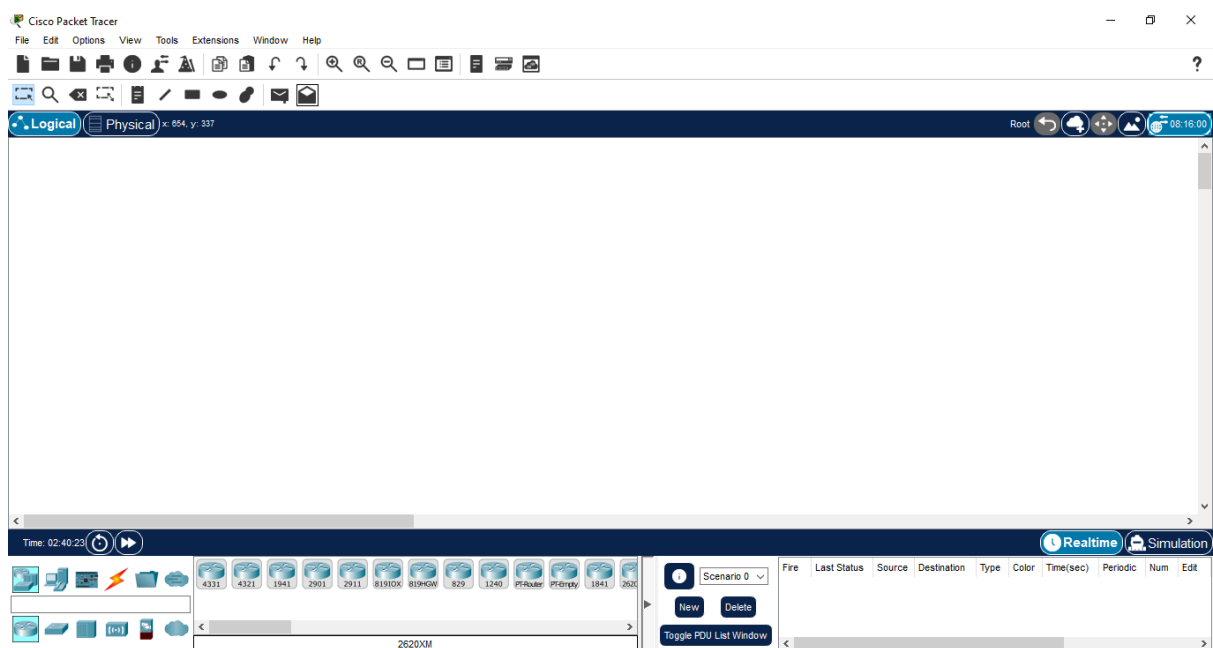 Cisco Packet Tracer
File Edit Options View Tools Extensions Window Help
?
Logical Physical x: 654, y: 337 Root 08:16:00
Time: 02:40:23 Realtime Simulation
4331 4321 1941 2901 2911 819IOX 819HGW 829 1240 PT-Router PT-Empty 1841 262C
2620XM
Scenario 0
New Delete
Toggle PDU List Window
Fire Last Status Source Destination Type Color Time(sec) Periodic Num Edit